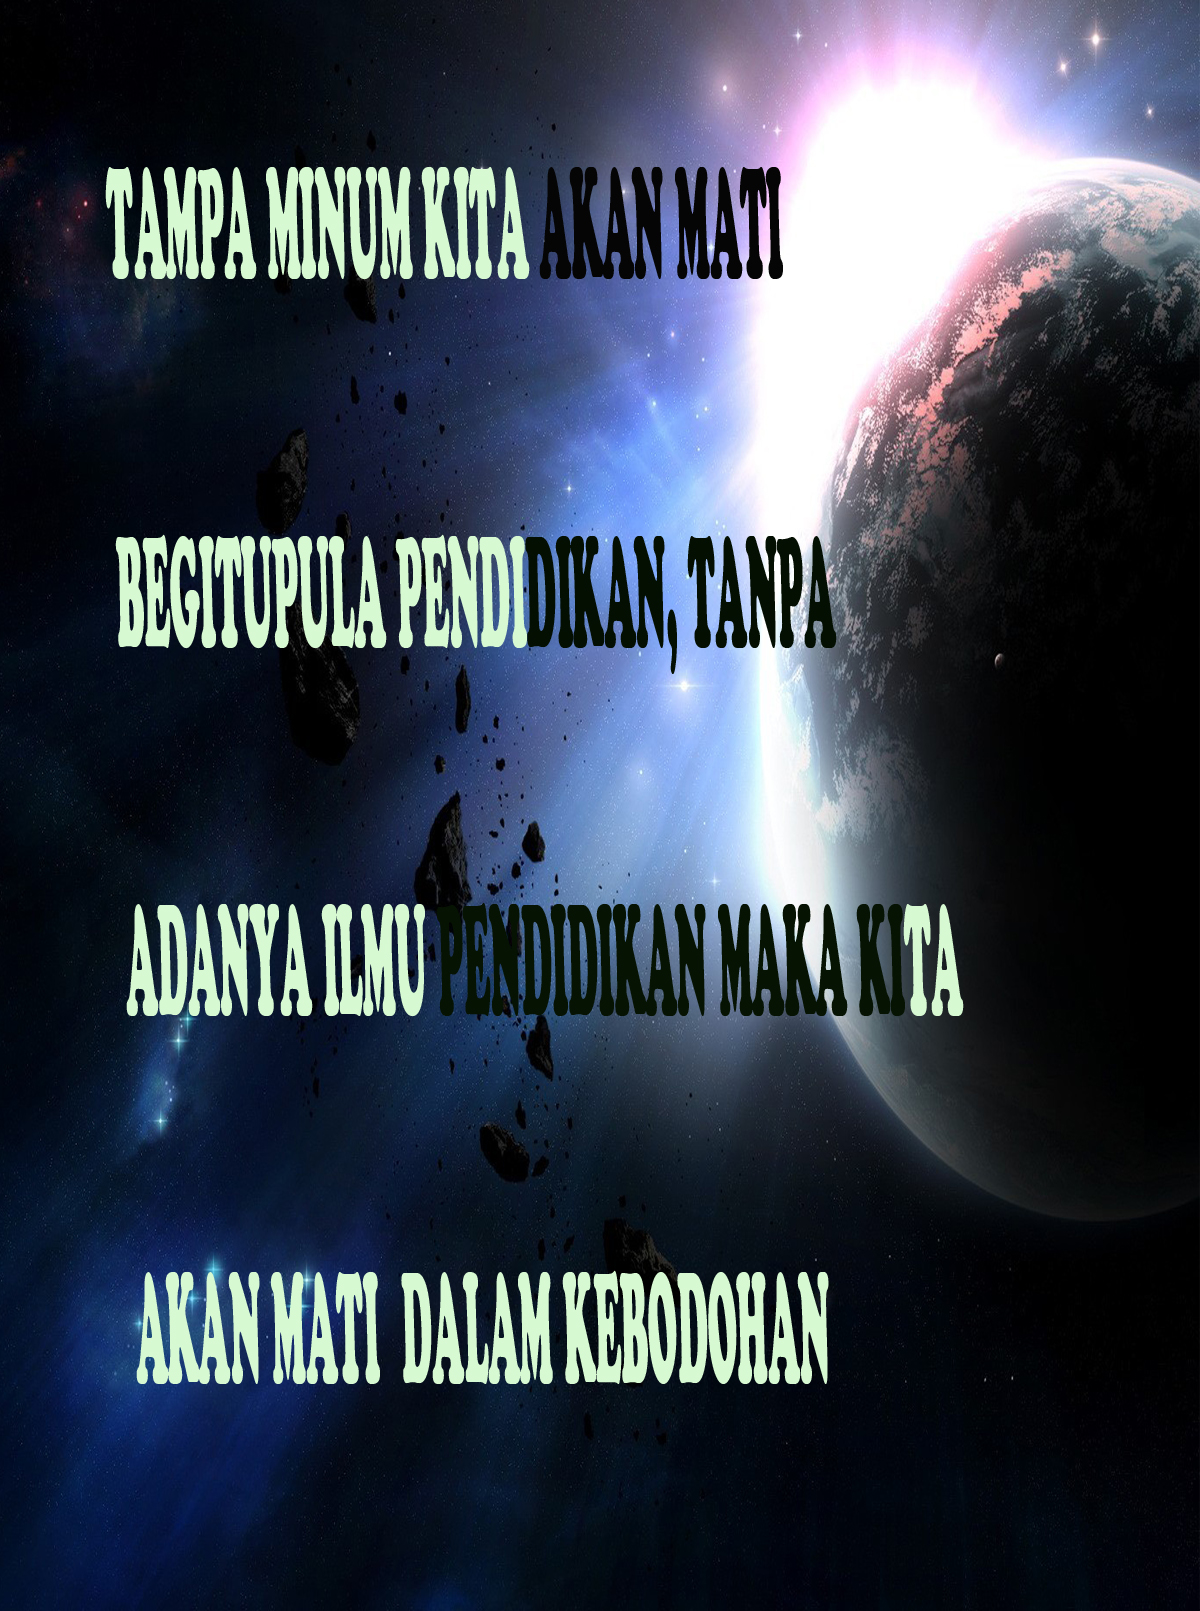 TAMPA MINUM KITA AKAN MATI
BEGITUPULA PENDIDIKAN, TANPA
ADANYA ILMU PENDIDIKAN MAKA KITA
AKAN MATI DALAM KEBODOHAN